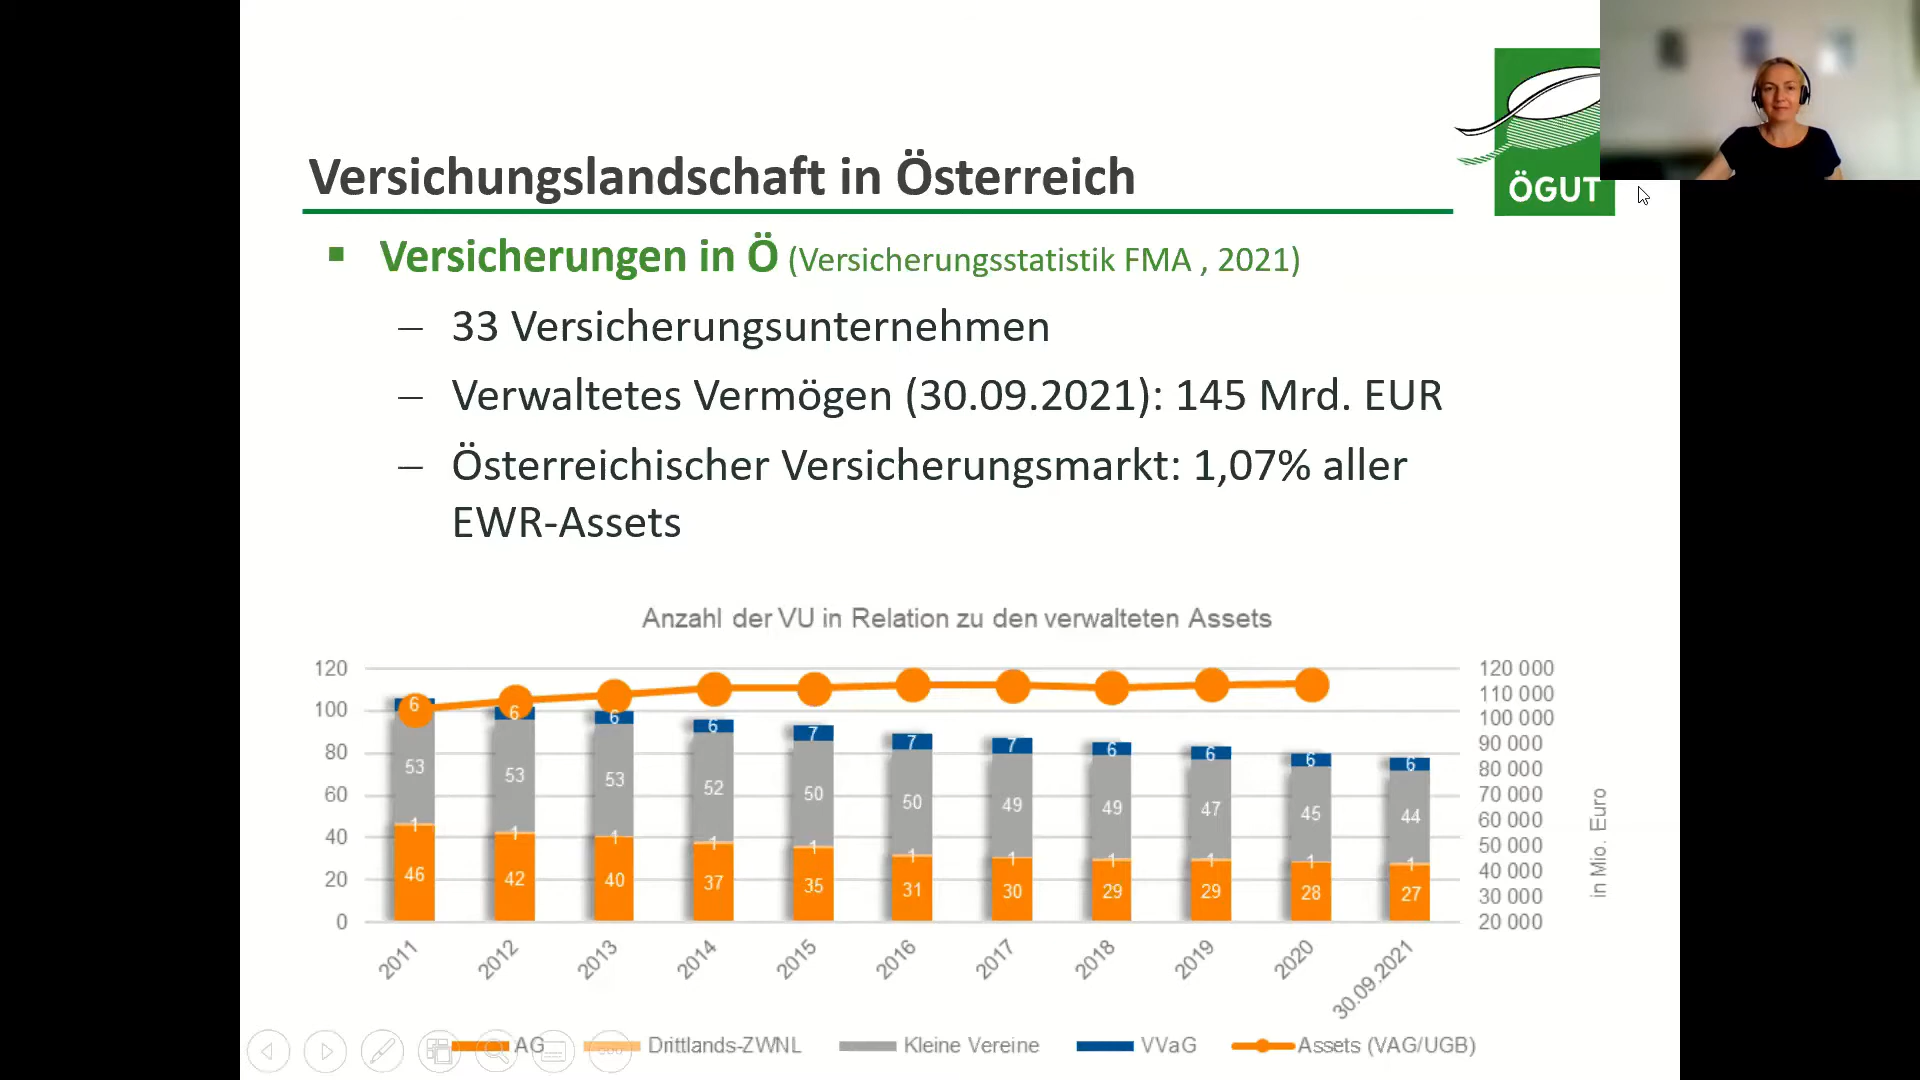 ÖGUT
Versichungslandschaft in Österreich
Versicherungen in Ö (Versicherungsstatistik FMA , 2021)
– 33 Versicherungsunternehmen
– Verwaltetes Vermögen (30.09.2021): 145 Mrd. EUR
– Österreichischer Versicherungsmarkt: 1,07% aller
EWR-Assets
Anzahl der VU in Relation zu den verwalteten Assets
120 120 000
110 000
100 100 000
80 90 000
80 000
60 70 000
60 000
40 50 000
40 000
20 30 000
0 20 000
in Mio. Euro
6 6 6 6 7 7 7 6 6 6 6
53 53 53 52 50 50 49 49 47 45 44
1 1 1 1 1 1 1 1 1 1 1
46 42 40 37 35 31 30 29 29 28 27
2011 2012 2013 2014 2015 2016 2017 2018 2019 2020 30.09.2021
AG Drittlands-ZWNL Kleine Vereine VVaG Assets (VAG/UGB)